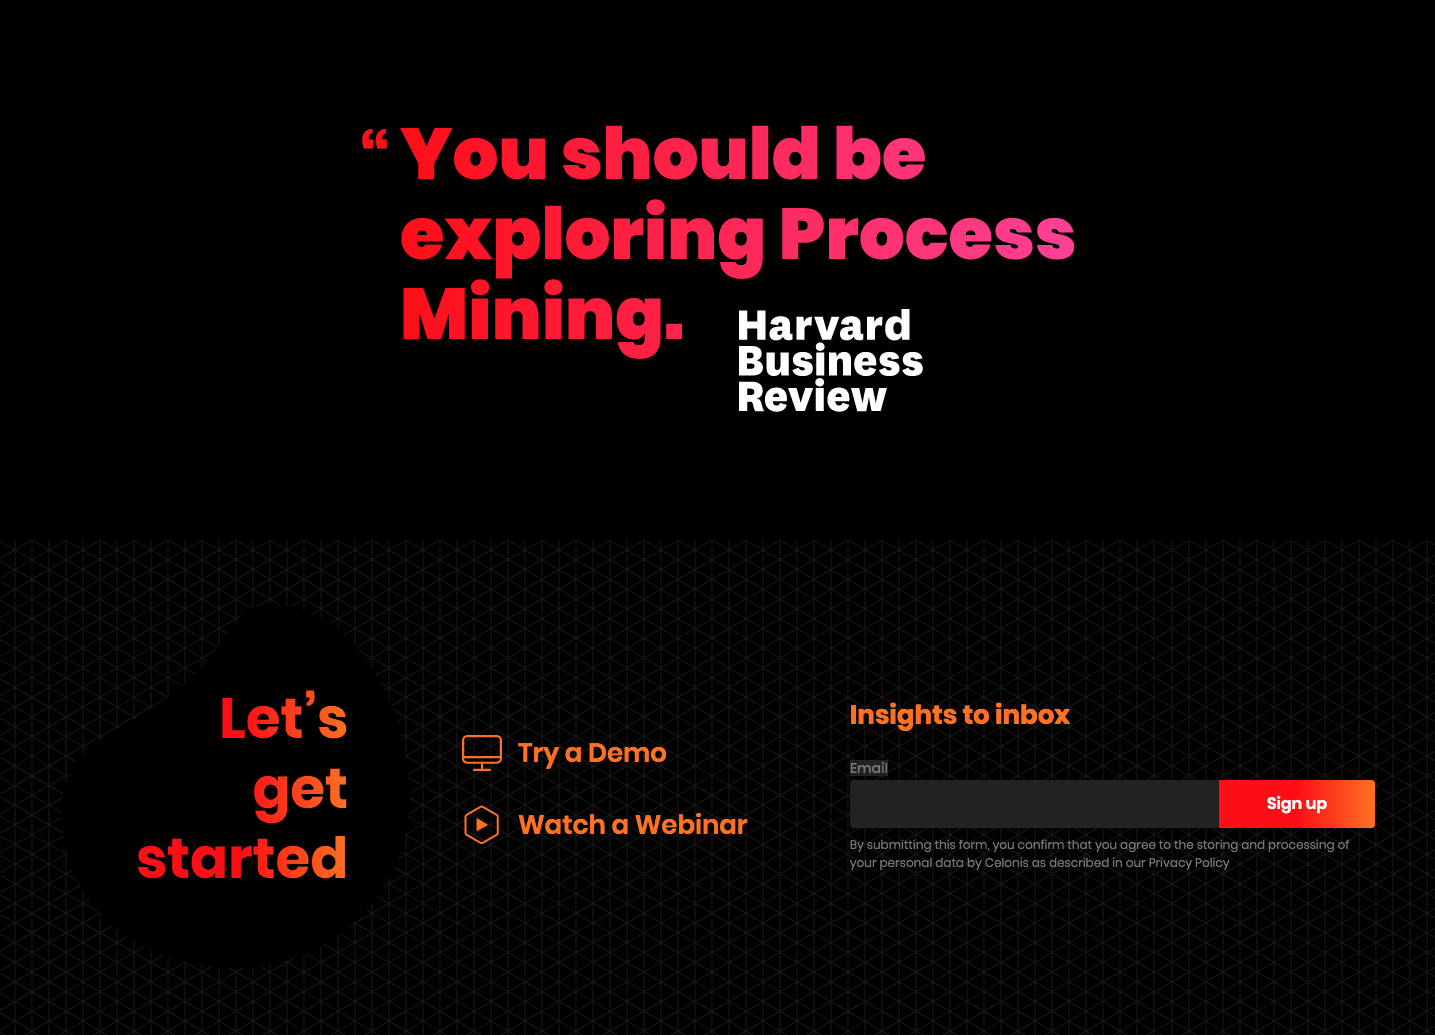 “ You should be
exploring Process
Mining.
Harvard
Business
Review
Let’s
get
started
Try a Demo
Watch a Webinar
Insights to inbox
Email
Sign up
By submitting this form, you confirm that you agree to the storing and processing of
your personal data by Celonis as described in our Privacy Policy